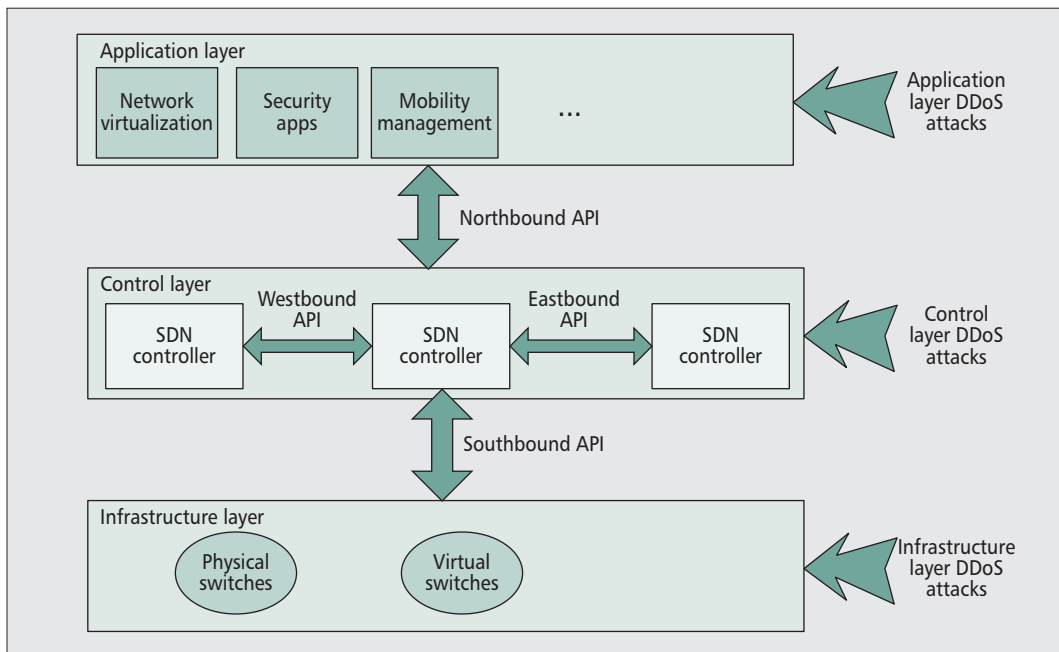 Application layer
Network
virtualization
Security
apps
Mobility
management
...
Application
layer DDoS
attacks
Northbound API
Control layer
Westbound
API
Eastbound
API
SDN
controller
SDN
controller
SDN
controller
Control
layer DDoS
attacks
Southbound API
Infrastructure layer
Physical
switches
Virtual
switches
Infrastructure
layer DDoS
attacks